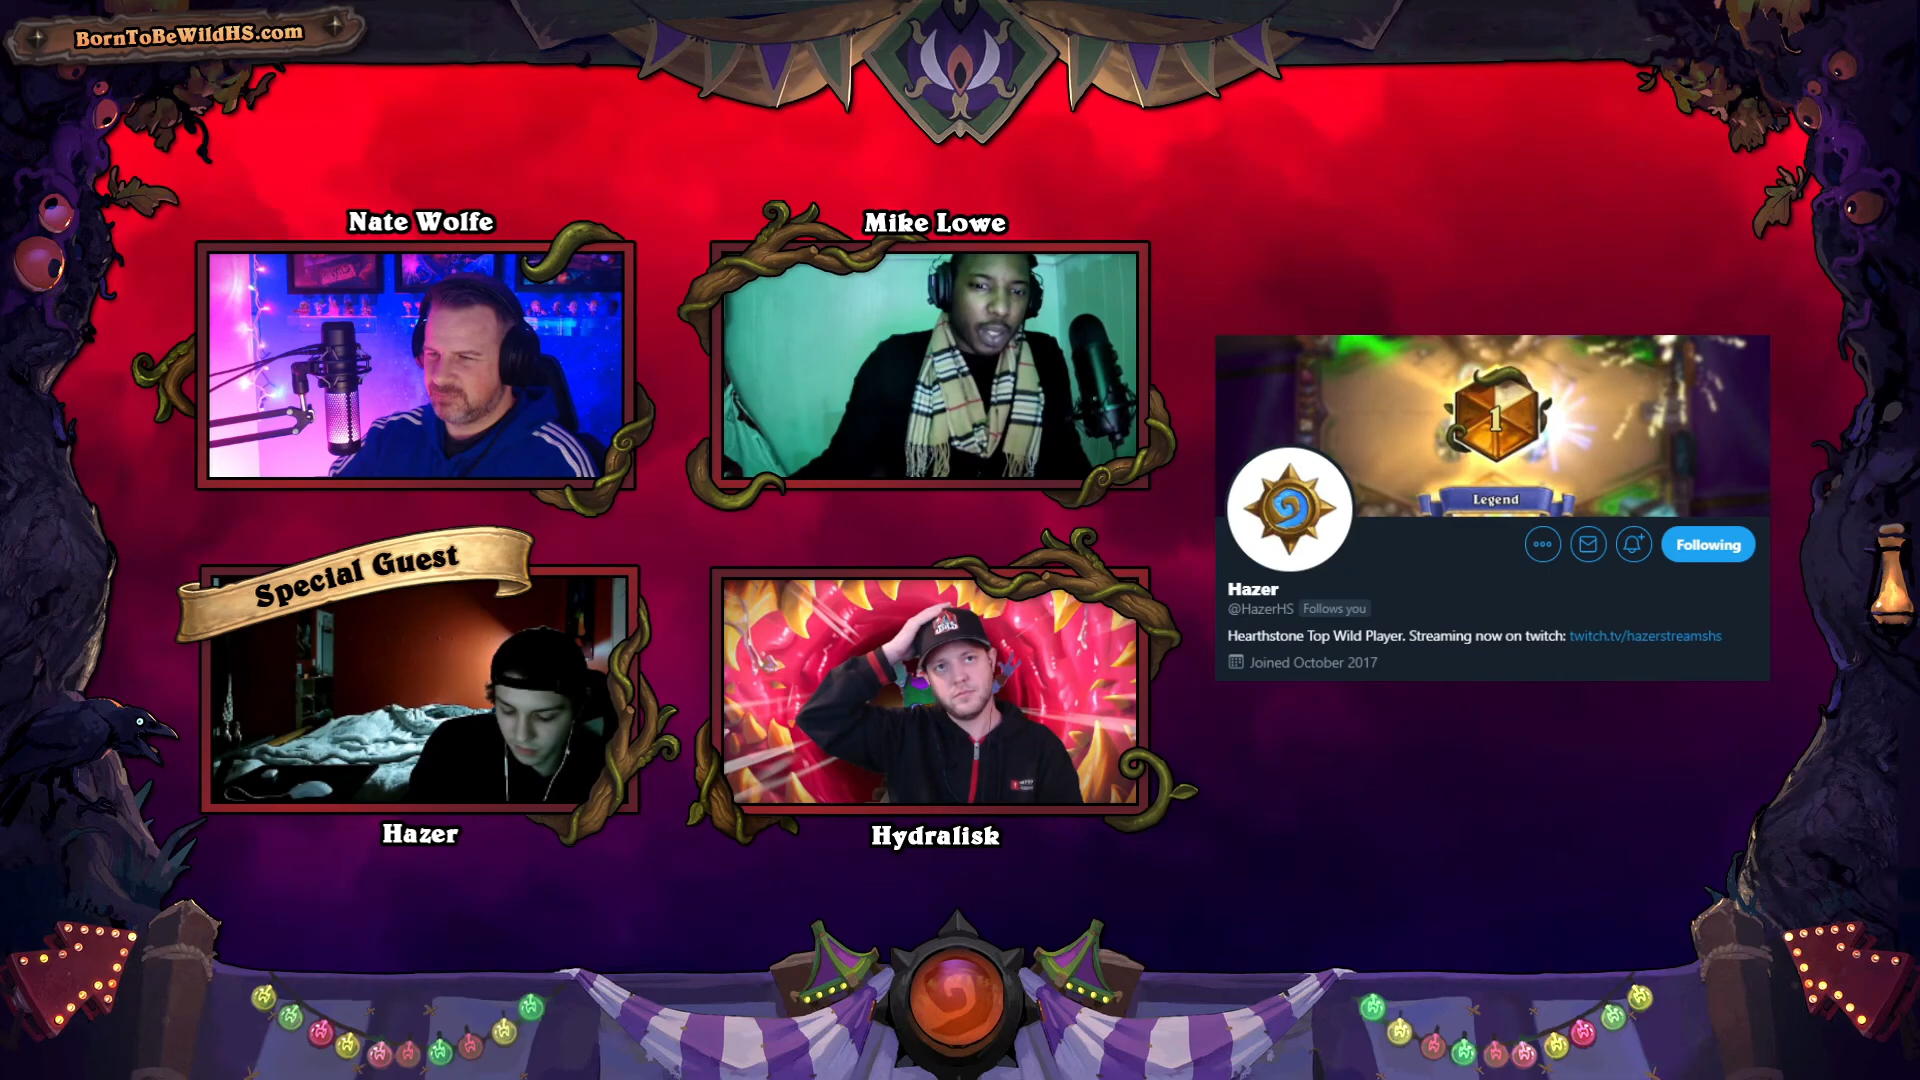 BornToBeWildHS.com
Nate Wolfe
Mike Lowe
1
Legend
Following
Hazer
@HazerHS Follows you
Hearthstone Top Wild Player. Streaming now on twitch: twitch.tv/hazerstreamshs
Joined October 2017
Special Guest
Hazer
Hydralisk